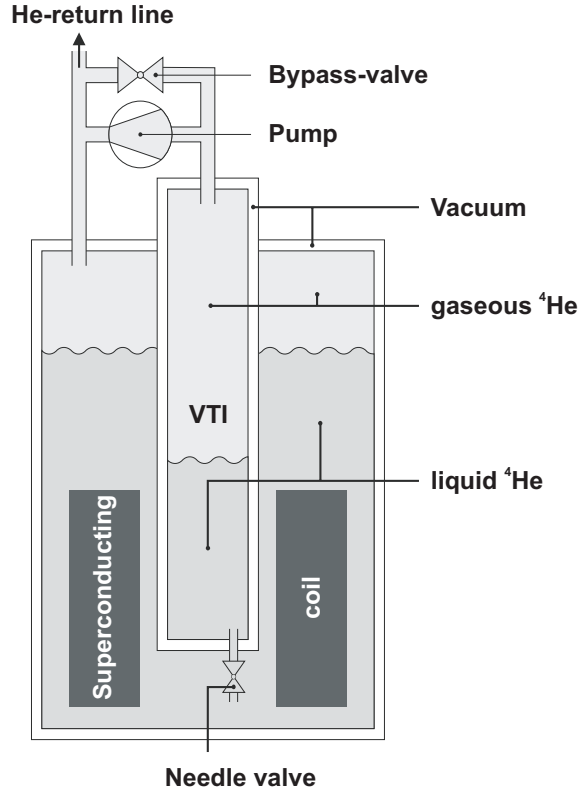 He-return line
Bypass-valve
Pump
Vacuum
gaseous ⁴He
VTI
liquid ⁴He
Superconducting
coil
Needle valve